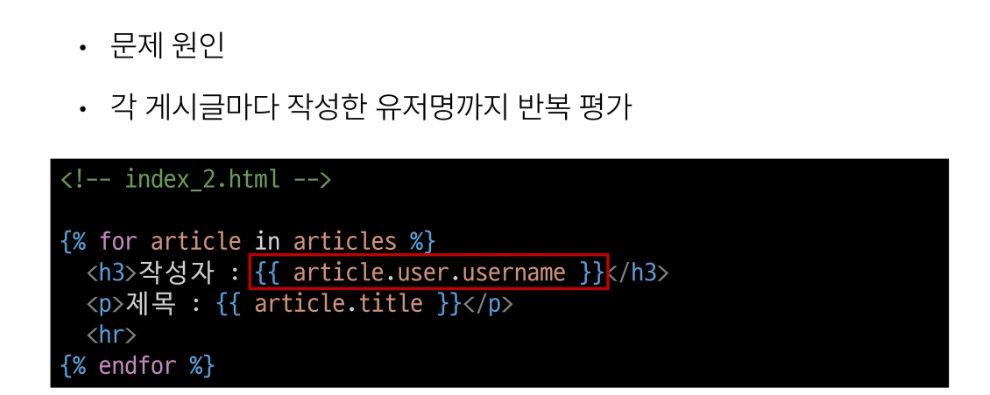 • 문제 원인
• 각 게시글마다 작성한 유저명까지 반복 평가
<!-- index_2.html -->
{% for article in articles %}
<h3>작성자 : {{ article.user.username }}</h3>
<p>제목 : {{ article.title }}</p>
<hr>
{% endfor %}